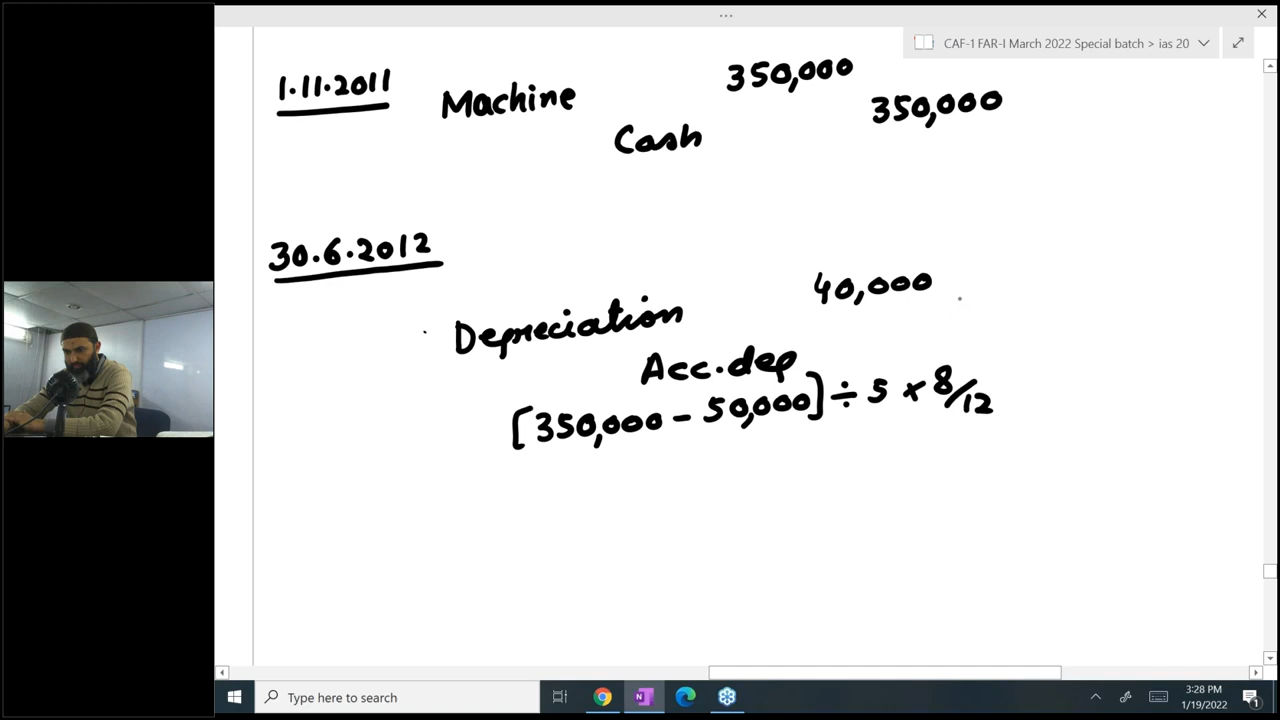 CAF-1 FAR-I March 2022 Special batch > ias 20
1.11.2011 Machine 350,000
Cash 350,000
30.6.2012
Depreciation 40,000
Acc.dep
[350,000 - 50,000] ÷ 5 × 8/12
Type here to search
3:28 PM
1/19/2022
1